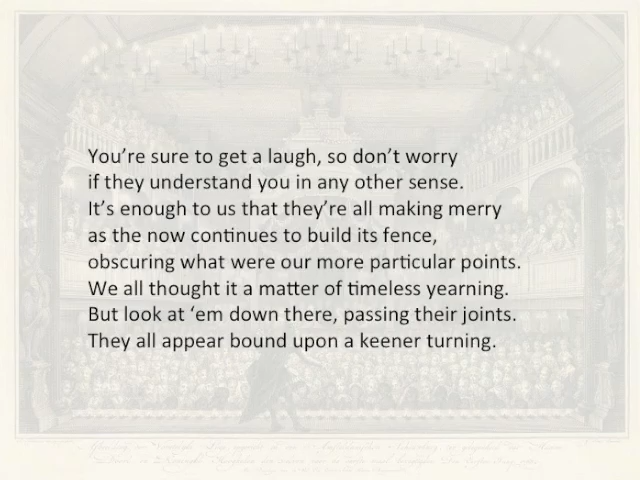 You’re sure to get a laugh, so don’t worry
if they understand you in any other sense.
It’s enough to us that they’re all making merry
as the now continues to build its fence,
obscuring what were our more particular points.
We all thought it a matter of timeless yearning.
But look at ‘em down there, passing their joints.
They all appear bound upon a keener turning.